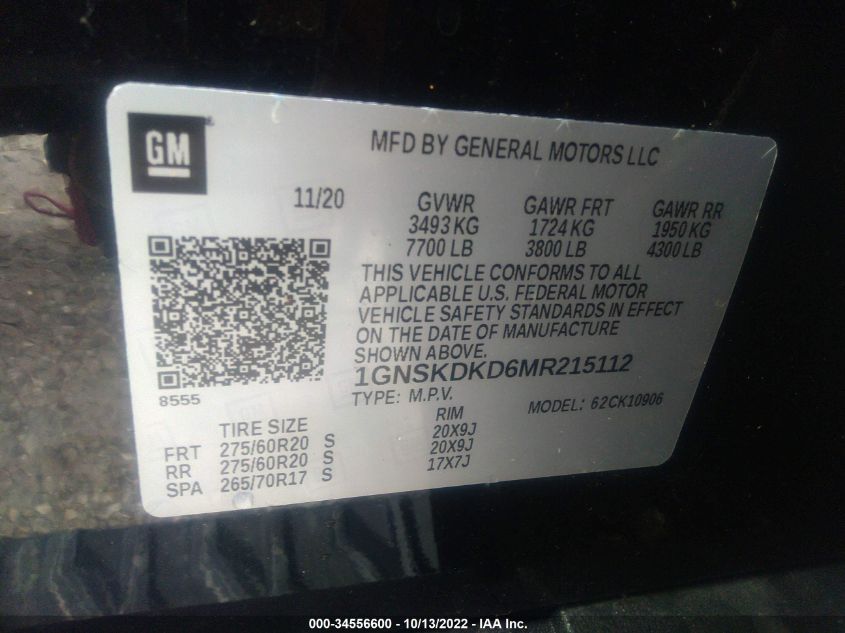 GM
MFD BY GENERAL MOTORS LLC
11/20 GVWR GAWR FRT GAWR RR
3493 KG 1724 KG 1950 KG
7700 LB 3800 LB 4300 LB
THIS VEHICLE CONFORMS TO ALL
APPLICABLE U.S. FEDERAL MOTOR
VEHICLE SAFETY STANDARDS IN EFFECT
ON THE DATE OF MANUFACTURE
SHOWN ABOVE.
1GNSKDKD6MR215112
8555 TYPE: M.P.V. MODEL: 62CK10906
TIRE SIZE RIM
FRT 275/60R20 S 20X9J
RR 275/60R20 S 20X9J
SPA 265/70R17 S 17X7J
000-34556600 - 10/13/2022 - IAA Inc.